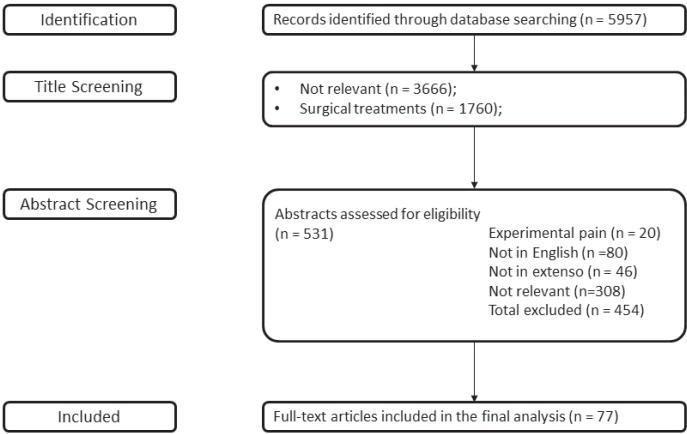 Identification
Records identified through database searching (n = 5957)
Title Screening
• Not relevant (n = 3666);
• Surgical treatments (n = 1760);
Abstract Screening
Abstracts assessed for eligibility
(n = 531)
Experimental pain (n = 20)
Not in English (n =80)
Not in extenso (n = 46)
Not relevant (n=308)
Total excluded (n = 454)
Included
Full-text articles included in the final analysis (n = 77)